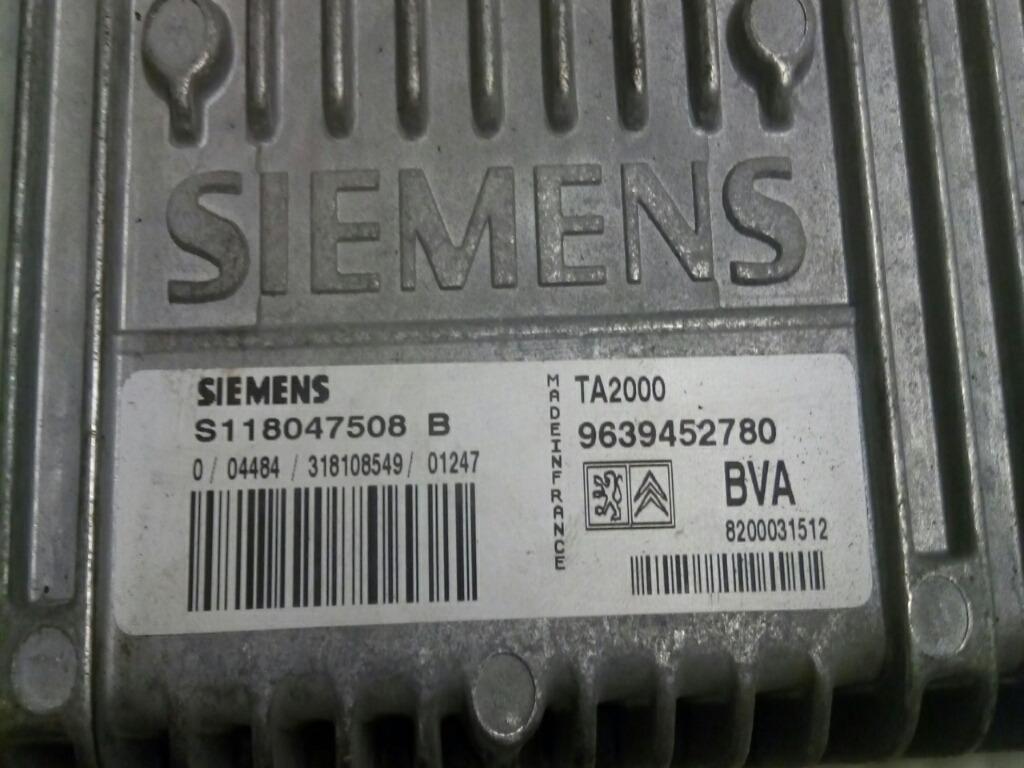 SIEMENS
SIEMENS
S118047508 B
0/ 04484 / 318108549/ 01247
MADEINFRANCE
TA2000
9639452780
BVA
8200031512